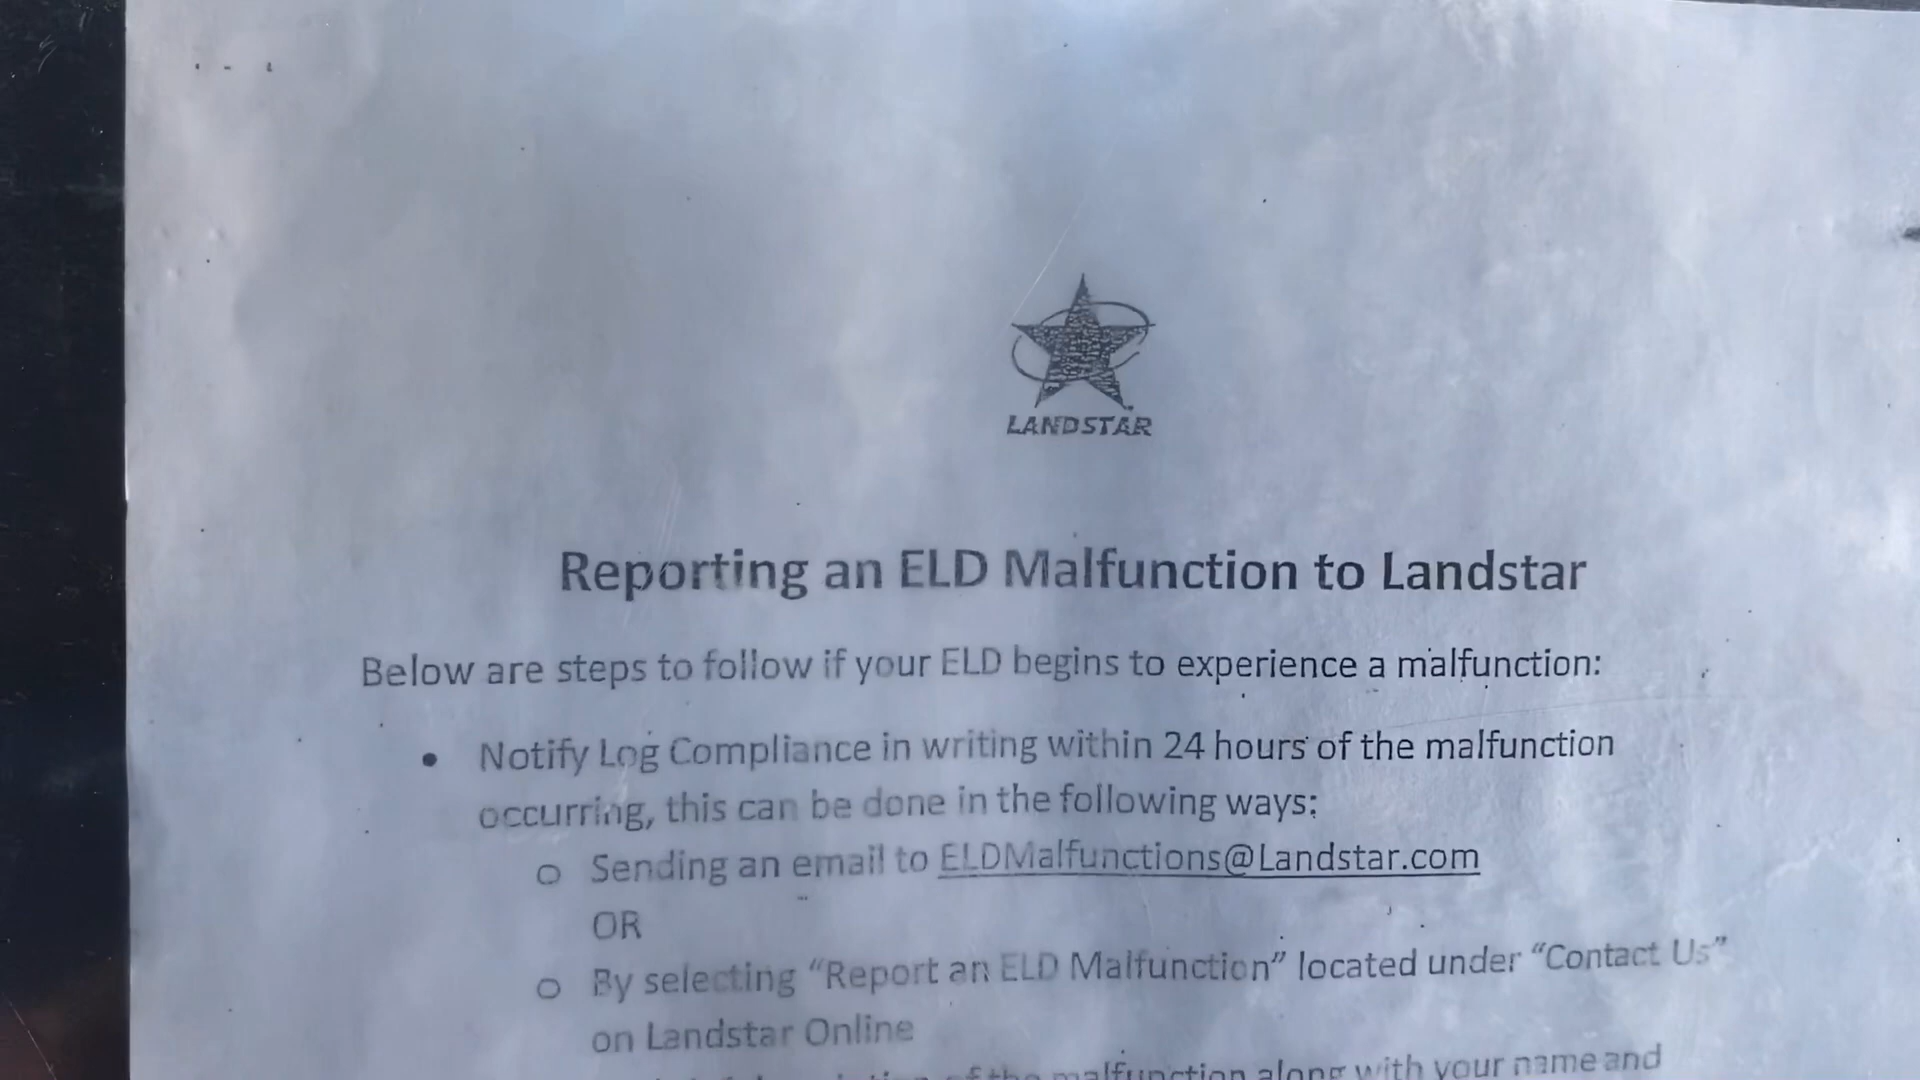 LANDSTAR
Reporting an ELD Malfunction to Landstar
Below are steps to follow if your ELD begins to experience a malfunction:
• Notify Log Compliance in writing within 24 hours of the malfunction
occurring, this can be done in the following ways:
o Sending an email to ELDMalfunctions@Landstar.com
OR
o By selecting “Report an ELD Malfunction” located under “Contact Us”
on Landstar Online
of the malfunction along with your name and